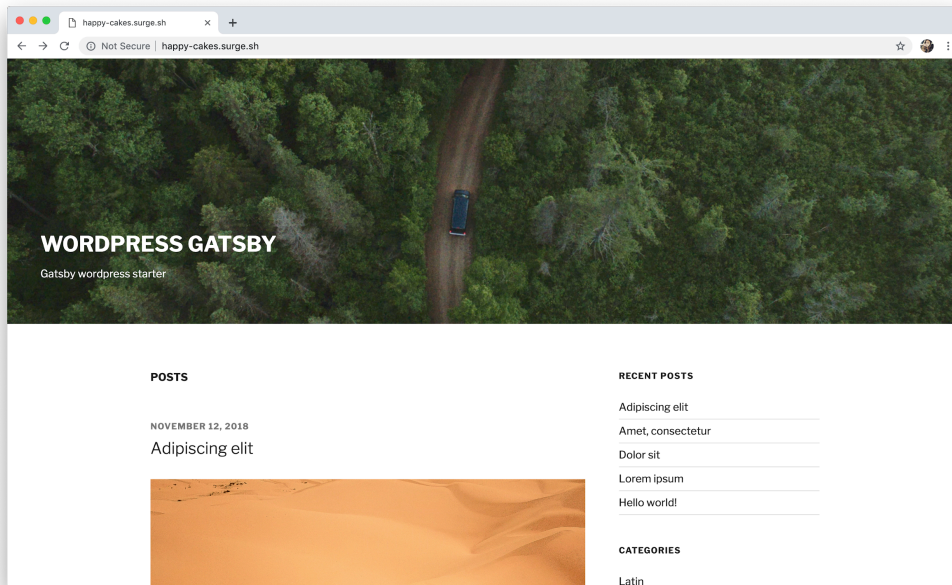 happy-cakes.surge.sh
Not Secure | happy-cakes.surge.sh
WORDPRESS GATSBY
Gatsby wordpress starter
POSTS
NOVEMBER 12, 2018
Adipiscing elit
RECENT POSTS
Adipiscing elit
Amet, consectetur
Dolor sit
Lorem ipsum
Hello world!
CATEGORIES
Latin